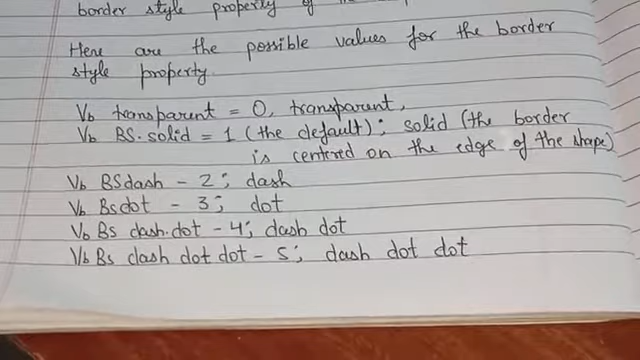 border style property of the
Here are the possible values for the border
style property.
Vb transparent = 0, transparent,
Vb BS.solid = 1 (the default); solid (the border
is centered on the edge of the shape)
Vb BSdash - 2; dash
Vb Bsdot - 3; dot
Vb Bs dash.dot - 4; dash dot
Vb Bs dash dot dot - 5; dash dot dot